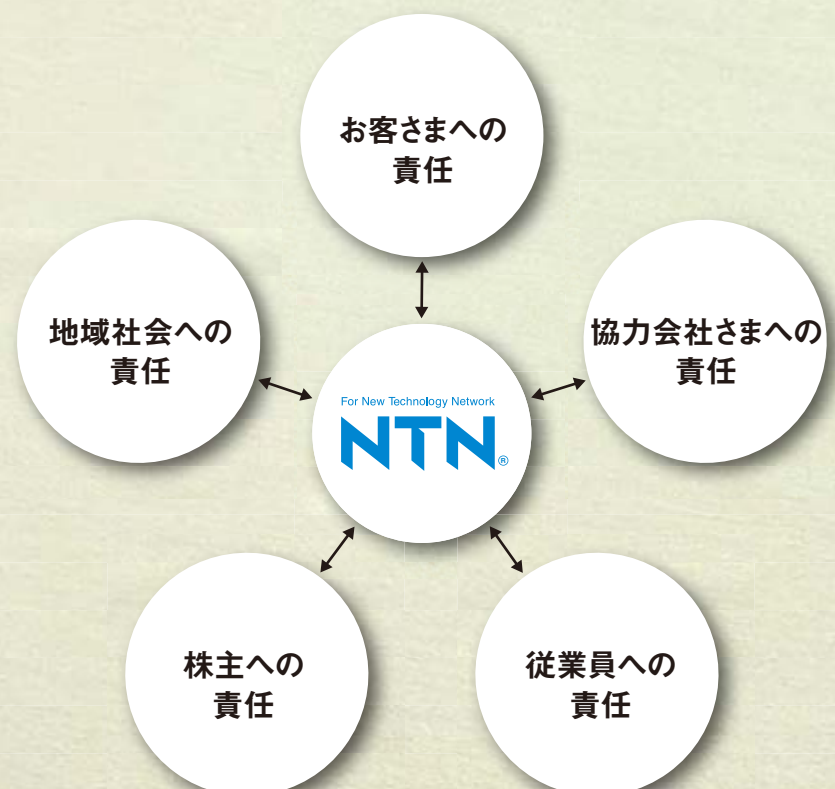 お客さまへの
責任
地域社会への
責任
協力会社さまへの
責任
For New Technology Network
NTN®
株主への
責任
従業員への
責任